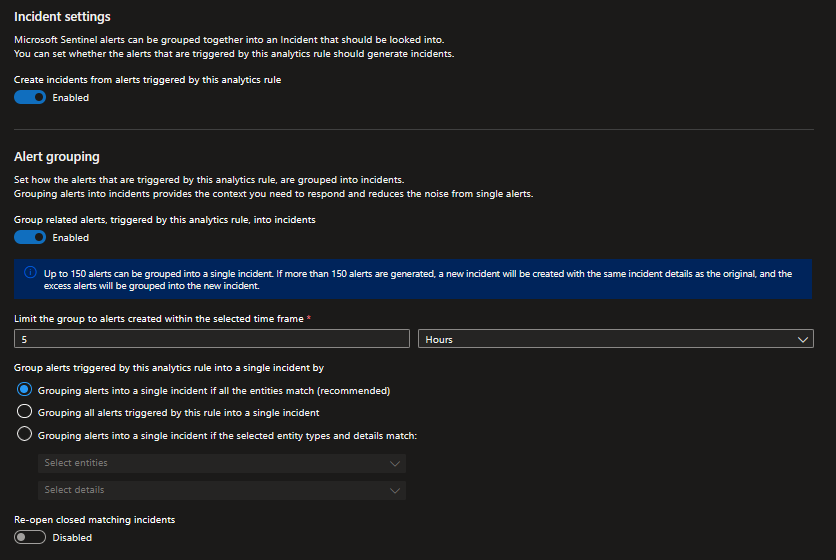 Incident settings
Microsoft Sentinel alerts can be grouped together into an Incident that should be looked into.
You can set whether the alerts that are triggered by this analytics rule should generate incidents.
Create incidents from alerts triggered by this analytics rule
Enabled
Alert grouping
Set how the alerts that are triggered by this analytics rule, are grouped into incidents.
Grouping alerts into incidents provides the context you need to respond and reduces the noise from single alerts.
Group related alerts, triggered by this analytics rule, into incidents
Enabled
Up to 150 alerts can be grouped into a single incident. If more than 150 alerts are generated, a new incident will be created with the same incident details as the original, and the
excess alerts will be grouped into the new incident.
Limit the group to alerts created within the selected time frame *
5 Hours
Group alerts triggered by this analytics rule into a single incident by
Grouping alerts into a single incident if all the entities match (recommended)
Grouping all alerts triggered by this rule into a single incident
Grouping alerts into a single incident if the selected entity types and details match:
Select entities
Select details
Re-open closed matching incidents
Disabled